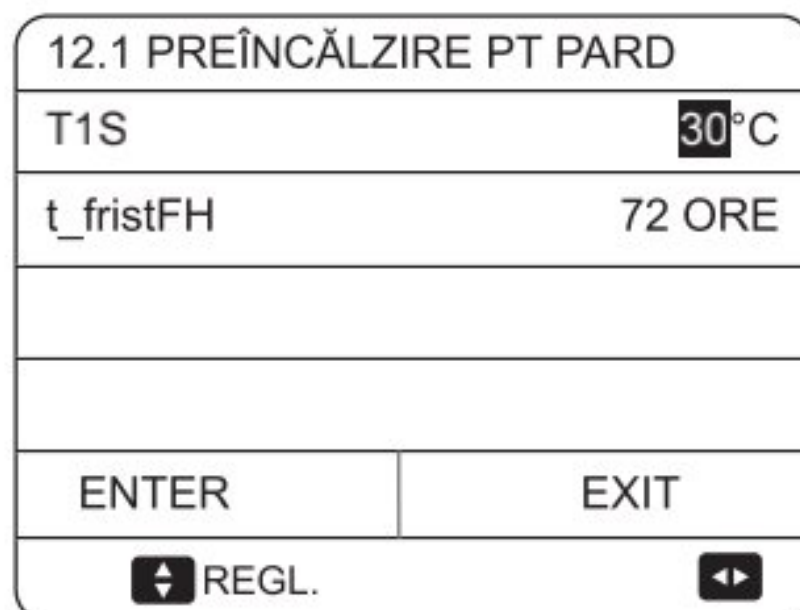 12.1 PREÎNCĂLZIRE PT PARD
T1S 30°C
t_fristFH 72 ORE
ENTER EXIT
REGL.